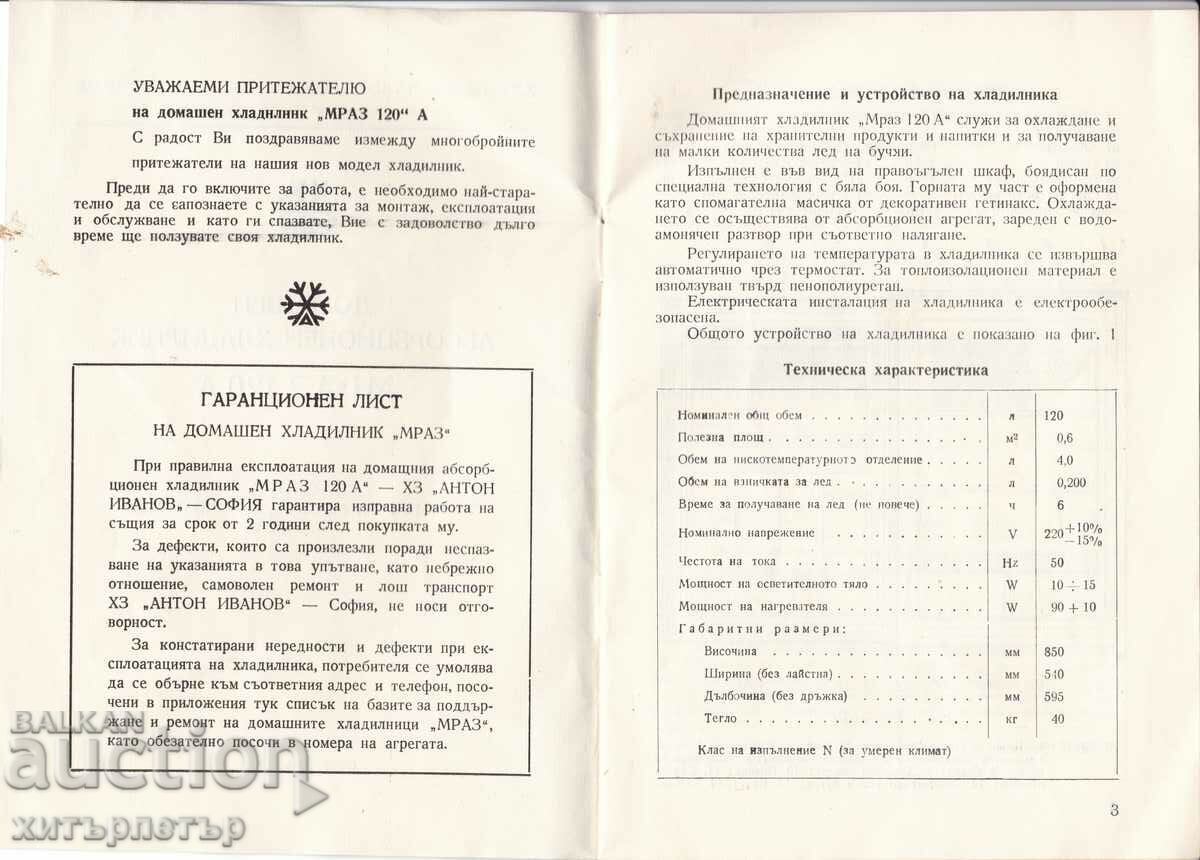 УВАЖАЕМИ ПРИТЕЖАТЕЛЮ
на домашен хладилник „МРАЗ 120“ А
С радост Ви поздравяваме измежду многобройните
притежатели на нашия нов модел хладилник.
Преди да го включите за работа, е необходимо най-стара-
телно да се запознаете с указанията за монтаж, експлоатация
и обслужване и като ги спазвате, Вие с задоволство дълго
време ще ползувате своя хладилник.
ГАРАНЦИОНЕН ЛИСТ
НА ДОМАШЕН ХЛАДИЛНИК „МРАЗ“
При правилна експлоатация на домащния абсорб-
ционен хладилник „МРАЗ 120 А“ — ХЗ „АНТОН
ИВАНОВ„ — СОФИЯ гарантира изправна работа на
същия за срок от 2 години след покупката му.
За дефекти, които са произлезли поради неспаз-
ване на указанията в това упътване, като небрежно
отношение, самоволен ремонт и лош транспорт
ХЗ „АНТОН ИВАНОВ“ — София, не носи отго-
ворност.
За констатирани нередности и дефекти при ек-
сплоатацията на хладилника, потребителя се умолява
да се обърне към съответния адрес и телефон, посо-
чени в приложения тук списък на базите за поддър-
жане и ремонт на домашните хладилници „МРАЗ“,
като обезателно посочи в номера на агрегата.
Предназначение и устройство на хладилника
Домашният хладилник „Мраз 120 А“ служи за охлаждане и
съхранение на хранителни продукти и напитки и за получаване
на малки количества лед на бучки.
Изпълнен е във вид на правоъгълен шкаф, боядисан по
специална технология с бяла боя. Горната му част е оформена
като спомагателна масичка от декоративен гетинакс. Охлажда-
нето се осъществява от абсорбционен агрегат, зареден с водо-
амонячен разтвор при съответно налягане.
Регулирането на температурата в хладилника се извършва
автоматично чрез термостат. За топлоизолационен материал е
използуван твърд пенополиуретан.
Електрическата инсталация на хладилника е електрообе-
зопасена.
Общото устройство на хладилника е показано на фиг. 1
Техническа характеристика
Номинален общ обем . . . . . . . . . . . . . . л 120
Полезна площ . . . . . . . . . . . . . . . . . м² 0,6
Обем на нискотемпературното отделение . . . . . л 4,0
Обем на ваничката за лед . . . . . . . . . . . . л 0,200
Време за получаване на лед (не повече) . . . . . ч 6
Номинално напрежение . . . . . . . . . . . . V 220 +10% —15%
Честота на тока . . . . . . . . . . . . . . . . Hz 50
Мощност на осветителното тяло . . . . . . . . . W 10 ÷ 15
Мощност на нагревателя . . . . . . . . . . . . W 90 + 10
Габаритни размери:
Височина . . . . . . . . . . . . . . . . . мм 850
Ширина (без лайстна) . . . . . . . . . . . . мм 540
Дълбочина (без дръжка) . . . . . . . . . . . мм 595
Тегло . . . . . . . . . . . . . . . . . . . кг 40
Клас на изпълнение N (за умерен климат)
3
BALKAN
auction
хитърпетър